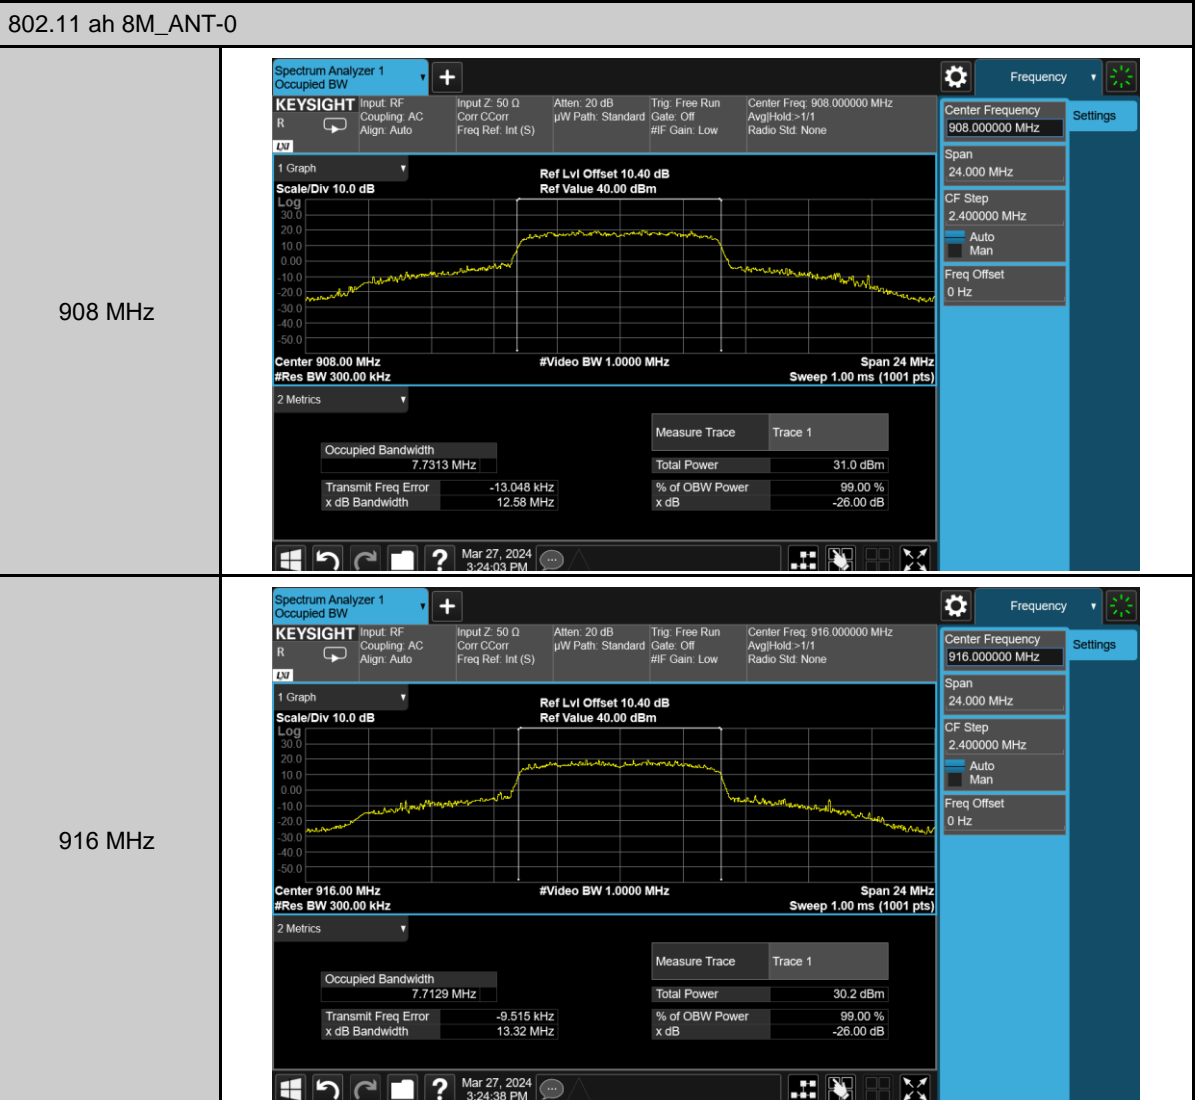 802.11 ah 8M_ANT-0
908 MHz
Spectrum Analyzer 1
Occupied BW
Frequency
KEYSIGHT
R
LXI
Input: RF
Coupling: AC
Align: Auto
Input Z: 50 Ω
Corr CCorr
Freq Ref: Int (S)
Atten: 20 dB
µW Path: Standard
Trig: Free Run
Gate: Off
#IF Gain: Low
Center Freq: 908.000000 MHz
Avg|Hold:>1/1
Radio Std: None
Center Frequency
908.000000 MHz
Settings
Span
24.000 MHz
CF Step
2.400000 MHz
Auto
Man
Freq Offset
0 Hz
1 Graph
Scale/Div 10.0 dB
Ref Lvl Offset 10.40 dB
Ref Value 40.00 dBm
Log
30.0
20.0
10.0
0.00
-10.0
-20.0
-30.0
-40.0
-50.0
Center 908.00 MHz
#Video BW 1.0000 MHz
Span 24 MHz
#Res BW 300.00 kHz
Sweep 1.00 ms (1001 pts)
2 Metrics
Measure Trace
Trace 1
Occupied Bandwidth
7.7313 MHz
Total Power
31.0 dBm
Transmit Freq Error
-13.048 kHz
% of OBW Power
99.00 %
x dB Bandwidth
12.58 MHz
x dB
-26.00 dB
?
Mar 27, 2024
3:24:03 PM
916 MHz
Spectrum Analyzer 1
Occupied BW
Frequency
KEYSIGHT
R
LXI
Input: RF
Coupling: AC
Align: Auto
Input Z: 50 Ω
Corr CCorr
Freq Ref: Int (S)
Atten: 20 dB
µW Path: Standard
Trig: Free Run
Gate: Off
#IF Gain: Low
Center Freq: 916.000000 MHz
Avg|Hold:>1/1
Radio Std: None
Center Frequency
916.000000 MHz
Settings
Span
24.000 MHz
CF Step
2.400000 MHz
Auto
Man
Freq Offset
0 Hz
1 Graph
Scale/Div 10.0 dB
Ref Lvl Offset 10.40 dB
Ref Value 40.00 dBm
Log
30.0
20.0
10.0
0.00
-10.0
-20.0
-30.0
-40.0
-50.0
Center 916.00 MHz
#Video BW 1.0000 MHz
Span 24 MHz
#Res BW 300.00 kHz
Sweep 1.00 ms (1001 pts)
2 Metrics
Measure Trace
Trace 1
Occupied Bandwidth
7.7129 MHz
Total Power
30.2 dBm
Transmit Freq Error
-9.515 kHz
% of OBW Power
99.00 %
x dB Bandwidth
13.32 MHz
x dB
-26.00 dB
?
Mar 27, 2024
3:24:38 PM